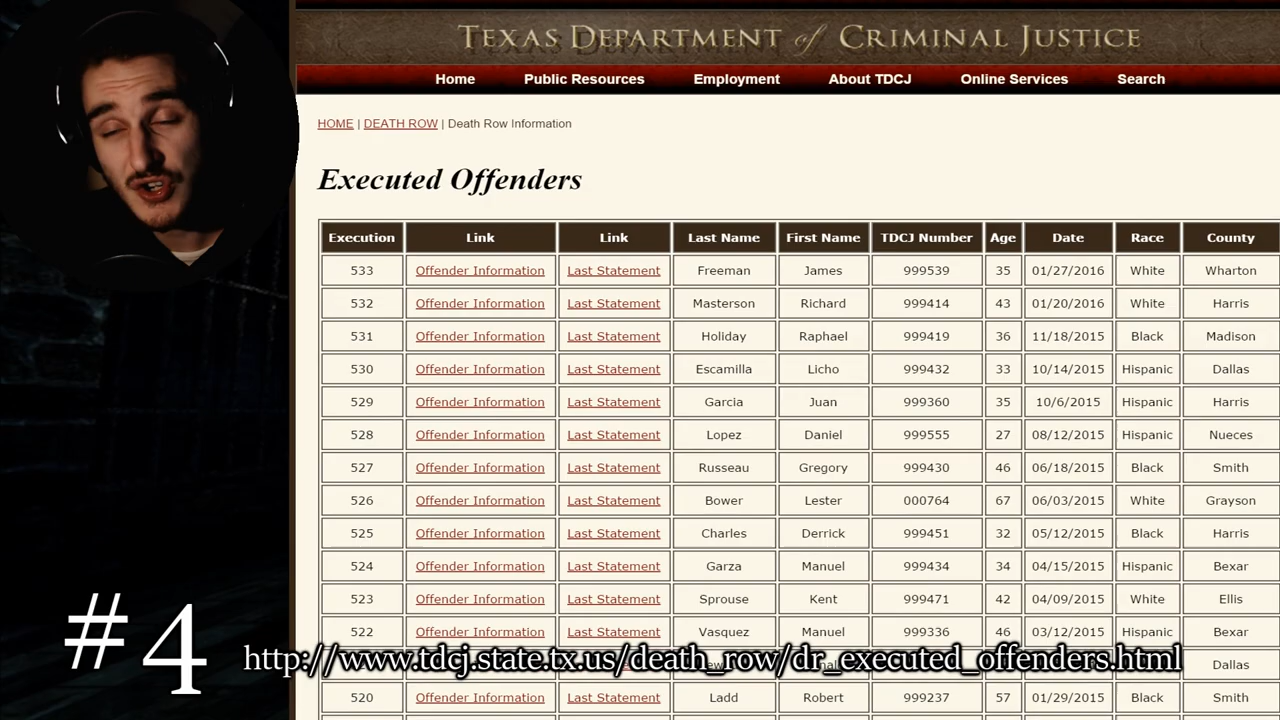 TEXAS DEPARTMENT of CRIMINAL JUSTICE
Home Public Resources Employment About TDCJ Online Services Search
HOME | DEATH ROW | Death Row Information
Executed Offenders
Execution Link Link Last Name First Name TDCJ Number Age Date Race County
533 Offender Information Last Statement Freeman James 999539 35 01/27/2016 White Wharton
532 Offender Information Last Statement Masterson Richard 999414 43 01/20/2016 White Harris
531 Offender Information Last Statement Holiday Raphael 999419 36 11/18/2015 Black Madison
530 Offender Information Last Statement Escamilla Licho 999432 33 10/14/2015 Hispanic Dallas
529 Offender Information Last Statement Garcia Juan 999360 35 10/6/2015 Hispanic Harris
528 Offender Information Last Statement Lopez Daniel 999555 27 08/12/2015 Hispanic Nueces
527 Offender Information Last Statement Russeau Gregory 999430 46 06/18/2015 Black Smith
526 Offender Information Last Statement Bower Lester 000764 67 06/03/2015 White Grayson
525 Offender Information Last Statement Charles Derrick 999451 32 05/12/2015 Black Harris
524 Offender Information Last Statement Garza Manuel 999434 34 04/15/2015 Hispanic Bexar
523 Offender Information Last Statement Sprouse Kent 999471 42 04/09/2015 White Ellis
522 Offender Information Last Statement Vasquez Manuel 999336 46 03/12/2015 Hispanic Bexar
Dallas
#4 http://www.tdcj.state.tx.us/death_row/dr_executed_offenders.html
520 Offender Information Last Statement Ladd Robert 999237 57 01/29/2015 Black Smith